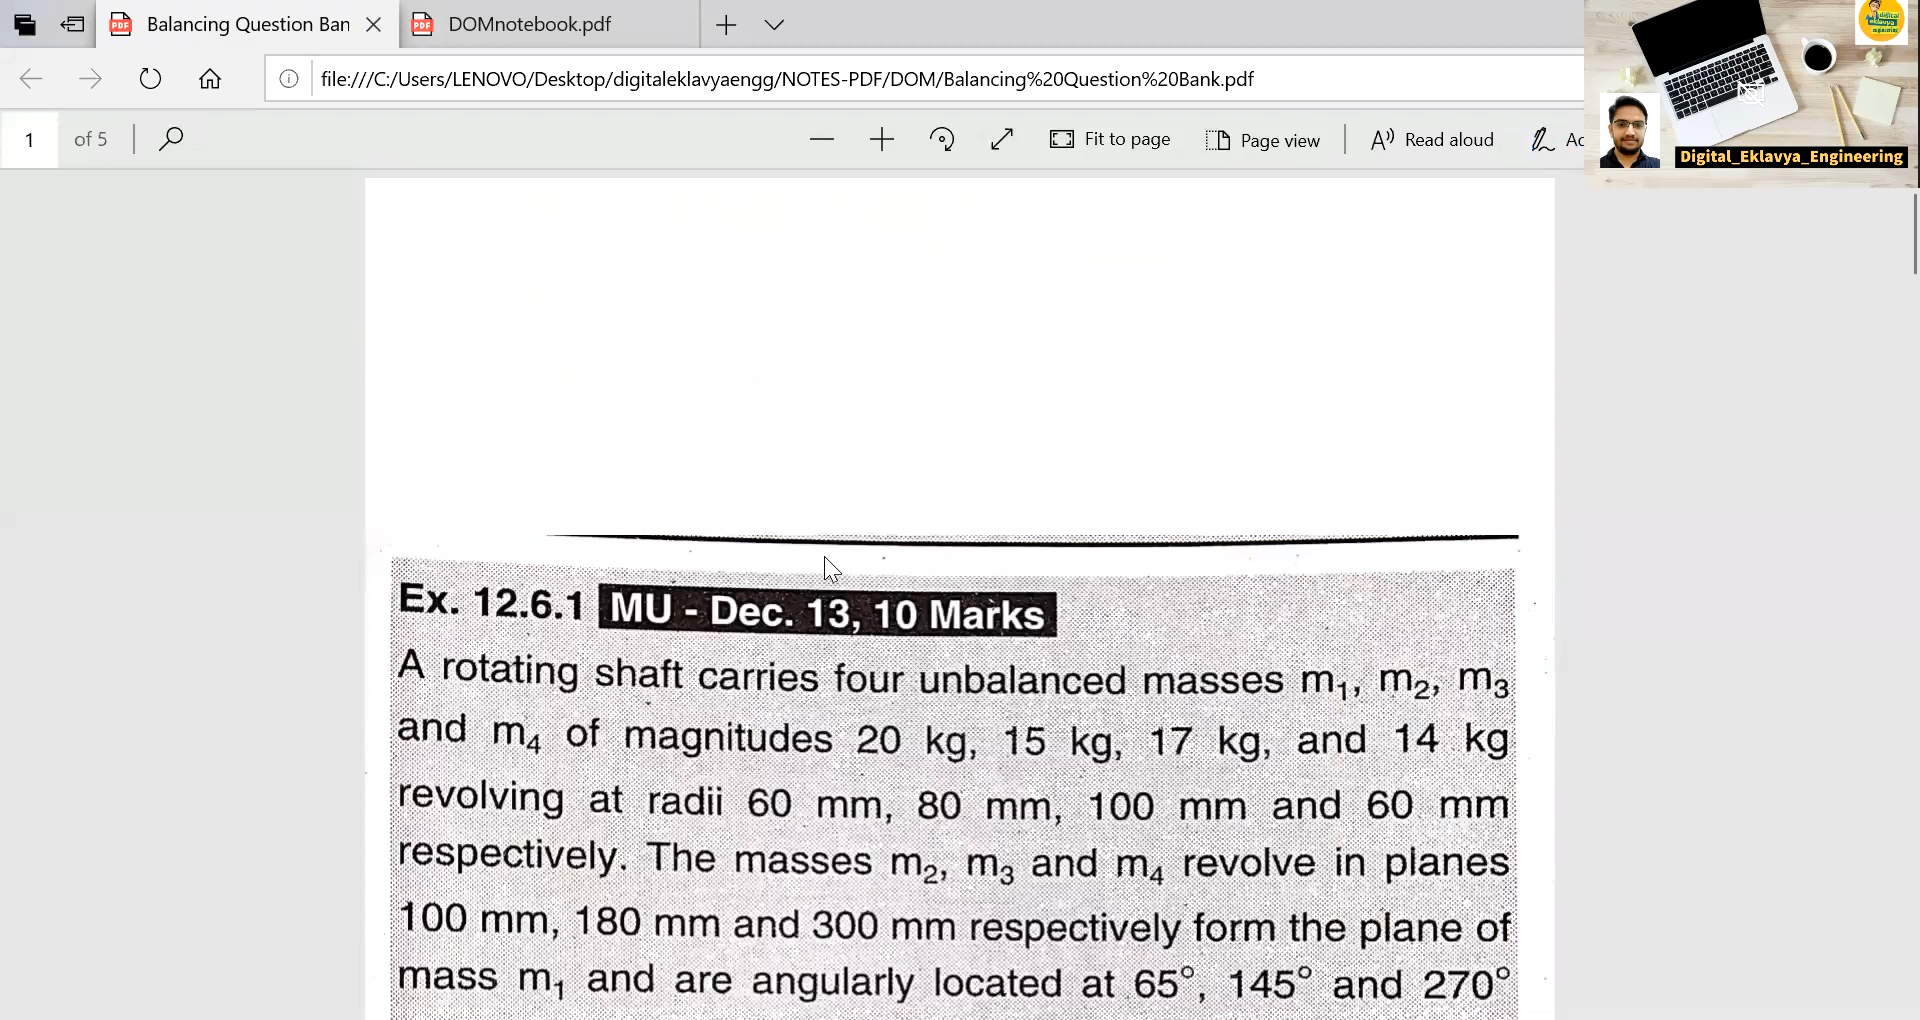 Balancing Question Ban
DOMnotebook.pdf
file:///C:/Users/LENOVO/Desktop/digitaleklavyaengg/NOTES-PDF/DOM/Balancing%20Question%20Bank.pdf
1 of 5
Fit to page
Page view
Read aloud
Ac
digital
eklavya
engineering
Digital_Eklavya_Engineering
Ex. 12.6.1 MU - Dec. 13, 10 Marks
A rotating shaft carries four unbalanced masses m₁, m₂, m₃
and m₄ of magnitudes 20 kg, 15 kg, 17 kg, and 14 kg
revolving at radii 60 mm, 80 mm, 100 mm and 60 mm
respectively. The masses m₂, m₃ and m₄ revolve in planes
100 mm, 180 mm and 300 mm respectively form the plane of
mass m₁ and are angularly located at 65°, 145° and 270°